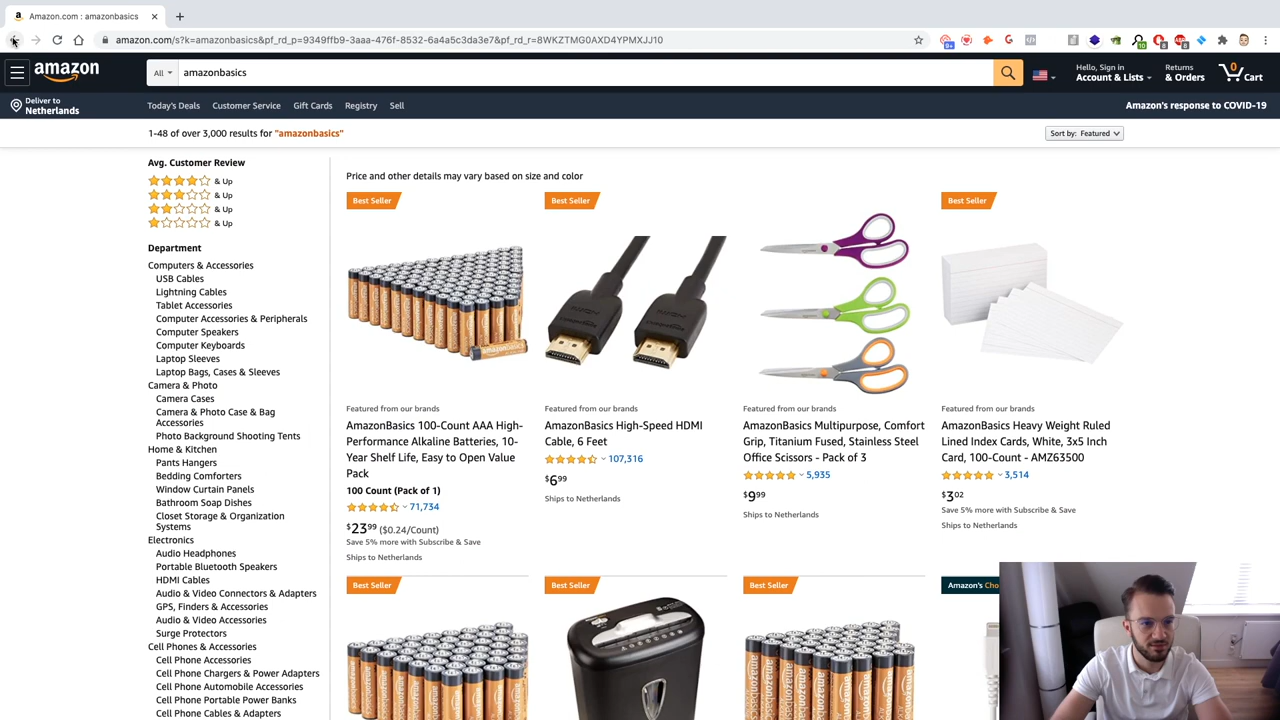 Amazon.com : amazonbasics
amazon.com/s?k=amazonbasics&pf_rd_p=9349ffb9-3aaa-476f-8532-6a4a5c3da3e7&pf_rd_r=8WKZTMG0AXD4YPMXJJ10
amazon
All
amazonbasics
Hello, Sign in
Account & Lists
Returns
& Orders
0
Cart
Deliver to
Netherlands
Today's Deals
Customer Service
Gift Cards
Registry
Sell
Amazon's response to COVID-19
1-48 of over 3,000 results for "amazonbasics"
Sort by: Featured
Avg. Customer Review
& Up
& Up
& Up
& Up
Department
Computers & Accessories
USB Cables
Lightning Cables
Tablet Accessories
Computer Accessories & Peripherals
Computer Speakers
Computer Keyboards
Laptop Sleeves
Laptop Bags, Cases & Sleeves
Camera & Photo
Camera Cases
Camera & Photo Case & Bag
Accessories
Photo Background Shooting Tents
Home & Kitchen
Pants Hangers
Bedding Comforters
Window Curtain Panels
Bathroom Soap Dishes
Closet Storage & Organization
Systems
Electronics
Audio Headphones
Portable Bluetooth Speakers
HDMI Cables
Audio & Video Connectors & Adapters
GPS, Finders & Accessories
Audio & Video Accessories
Surge Protectors
Cell Phones & Accessories
Cell Phone Accessories
Cell Phone Chargers & Power Adapters
Cell Phone Automobile Accessories
Cell Phone Portable Power Banks
Cell Phone Cables & Adapters
Price and other details may vary based on size and color
Best Seller
amazonbasics
Featured from our brands
AmazonBasics 100-Count AAA High-
Performance Alkaline Batteries, 10-
Year Shelf Life, Easy to Open Value
Pack
100 Count (Pack of 1)
71,734
$23.99 ($0.24/Count)
Save 5% more with Subscribe & Save
Ships to Netherlands
Best Seller
Featured from our brands
AmazonBasics High-Speed HDMI
Cable, 6 Feet
107,316
$6.99
Ships to Netherlands
Featured from our brands
AmazonBasics Multipurpose, Comfort
Grip, Titanium Fused, Stainless Steel
Office Scissors - Pack of 3
5,935
$9.99
Ships to Netherlands
Best Seller
Featured from our brands
AmazonBasics Heavy Weight Ruled
Lined Index Cards, White, 3x5 Inch
Card, 100-Count - AMZ63500
3,514
$3.02
Save 5% more with Subscribe & Save
Ships to Netherlands
Best Seller
Best Seller
Best Seller
Amazon's Cho